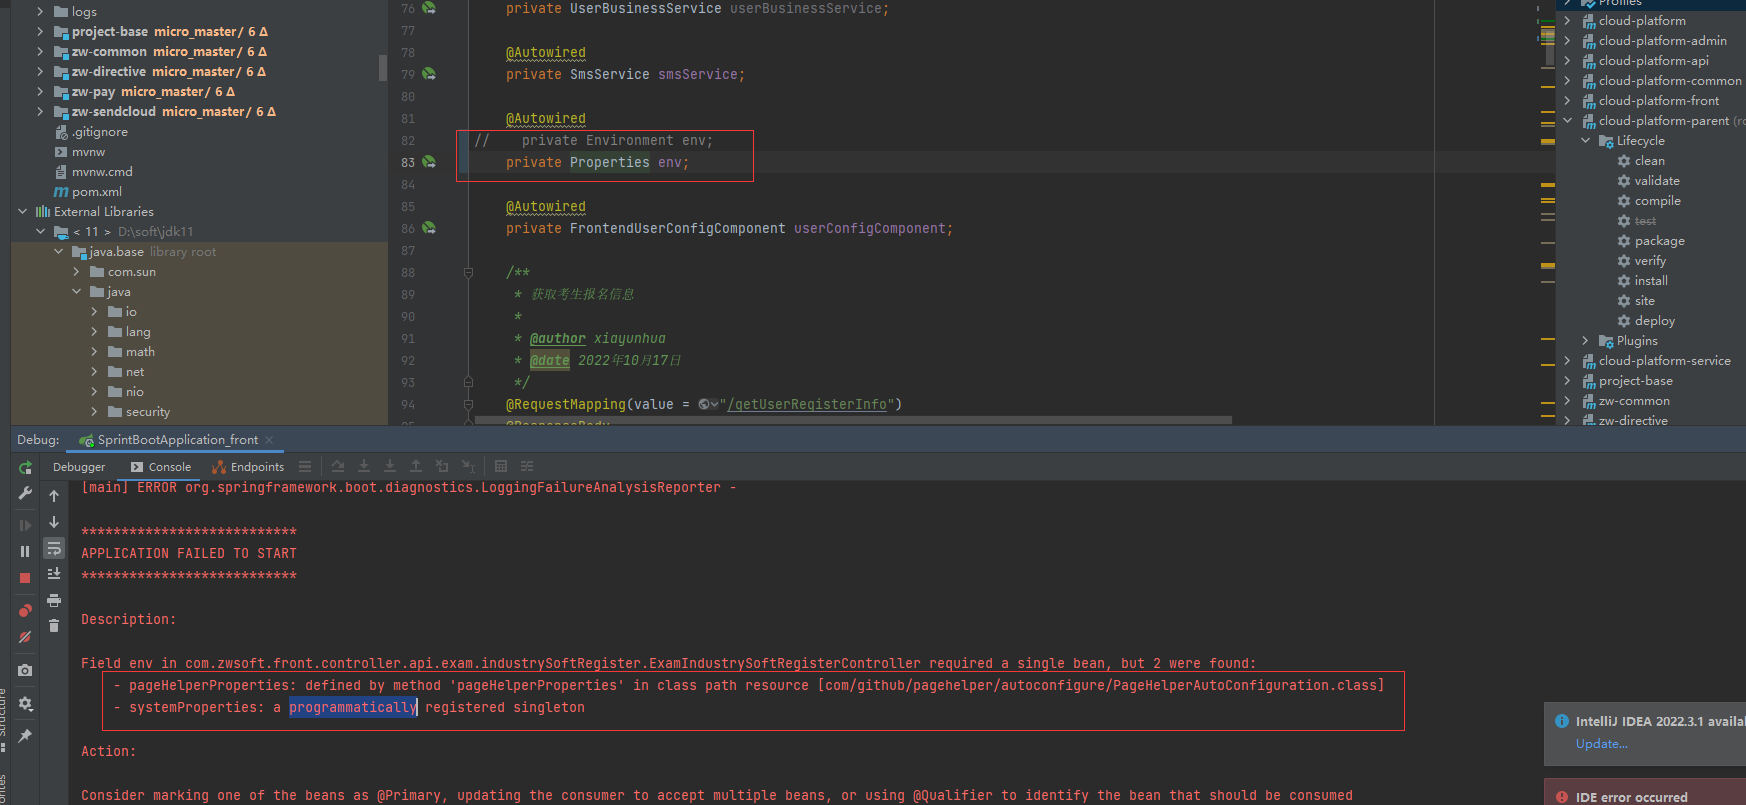 logs
project-base micro_master/ 6 Δ
zw-common micro_master/ 6 Δ
zw-directive micro_master/ 6 Δ
zw-pay micro_master/ 6 Δ
zw-sendcloud micro_master/ 6 Δ
.gitignore
mvnw
mvnw.cmd
pom.xml
External Libraries
< 11 > D:\soft\jdk11
java.base library root
com.sun
java
io
lang
math
net
nio
security
76 private UserBusinessService userBusinessService;
77
78 @Autowired
79 private SmsService smsService;
80
81 @Autowired
82 // private Environment env;
83 private Properties env;
84
85 @Autowired
86 private FrontendUserConfigComponent userConfigComponent;
87
88 /**
89 * 获取考生报名信息
90 *
91 * @author xiayunhua
92 * @date 2022年10月17日
93 */
94 @RequestMapping(value = "/getUserRegisterInfo")
95 @ResponseBody
Profiles
cloud-platform
cloud-platform-admin
cloud-platform-api
cloud-platform-common
cloud-platform-front
cloud-platform-parent (ro
Lifecycle
clean
validate
compile
test
package
verify
install
site
deploy
Plugins
cloud-platform-service
project-base
zw-common
zw-directive
Debug: SprintBootApplication_front
Debugger Console Endpoints
[main] ERROR org.springframework.boot.diagnostics.LoggingFailureAnalysisReporter -
***************************
APPLICATION FAILED TO START
***************************
Description:
Field env in com.zwsoft.front.controller.api.exam.industrySoftRegister.ExamIndustrySoftRegisterController required a single bean, but 2 were found:
- pageHelperProperties: defined by method 'pageHelperProperties' in class path resource [com/github/pagehelper/autoconfigure/PageHelperAutoConfiguration.class]
- systemProperties: a programmatically registered singleton
Action:
Consider marking one of the beans as @Primary, updating the consumer to accept multiple beans, or using @Qualifier to identify the bean that should be consumed
IntelliJ IDEA 2022.3.1 availa
Update...
IDE error occurred